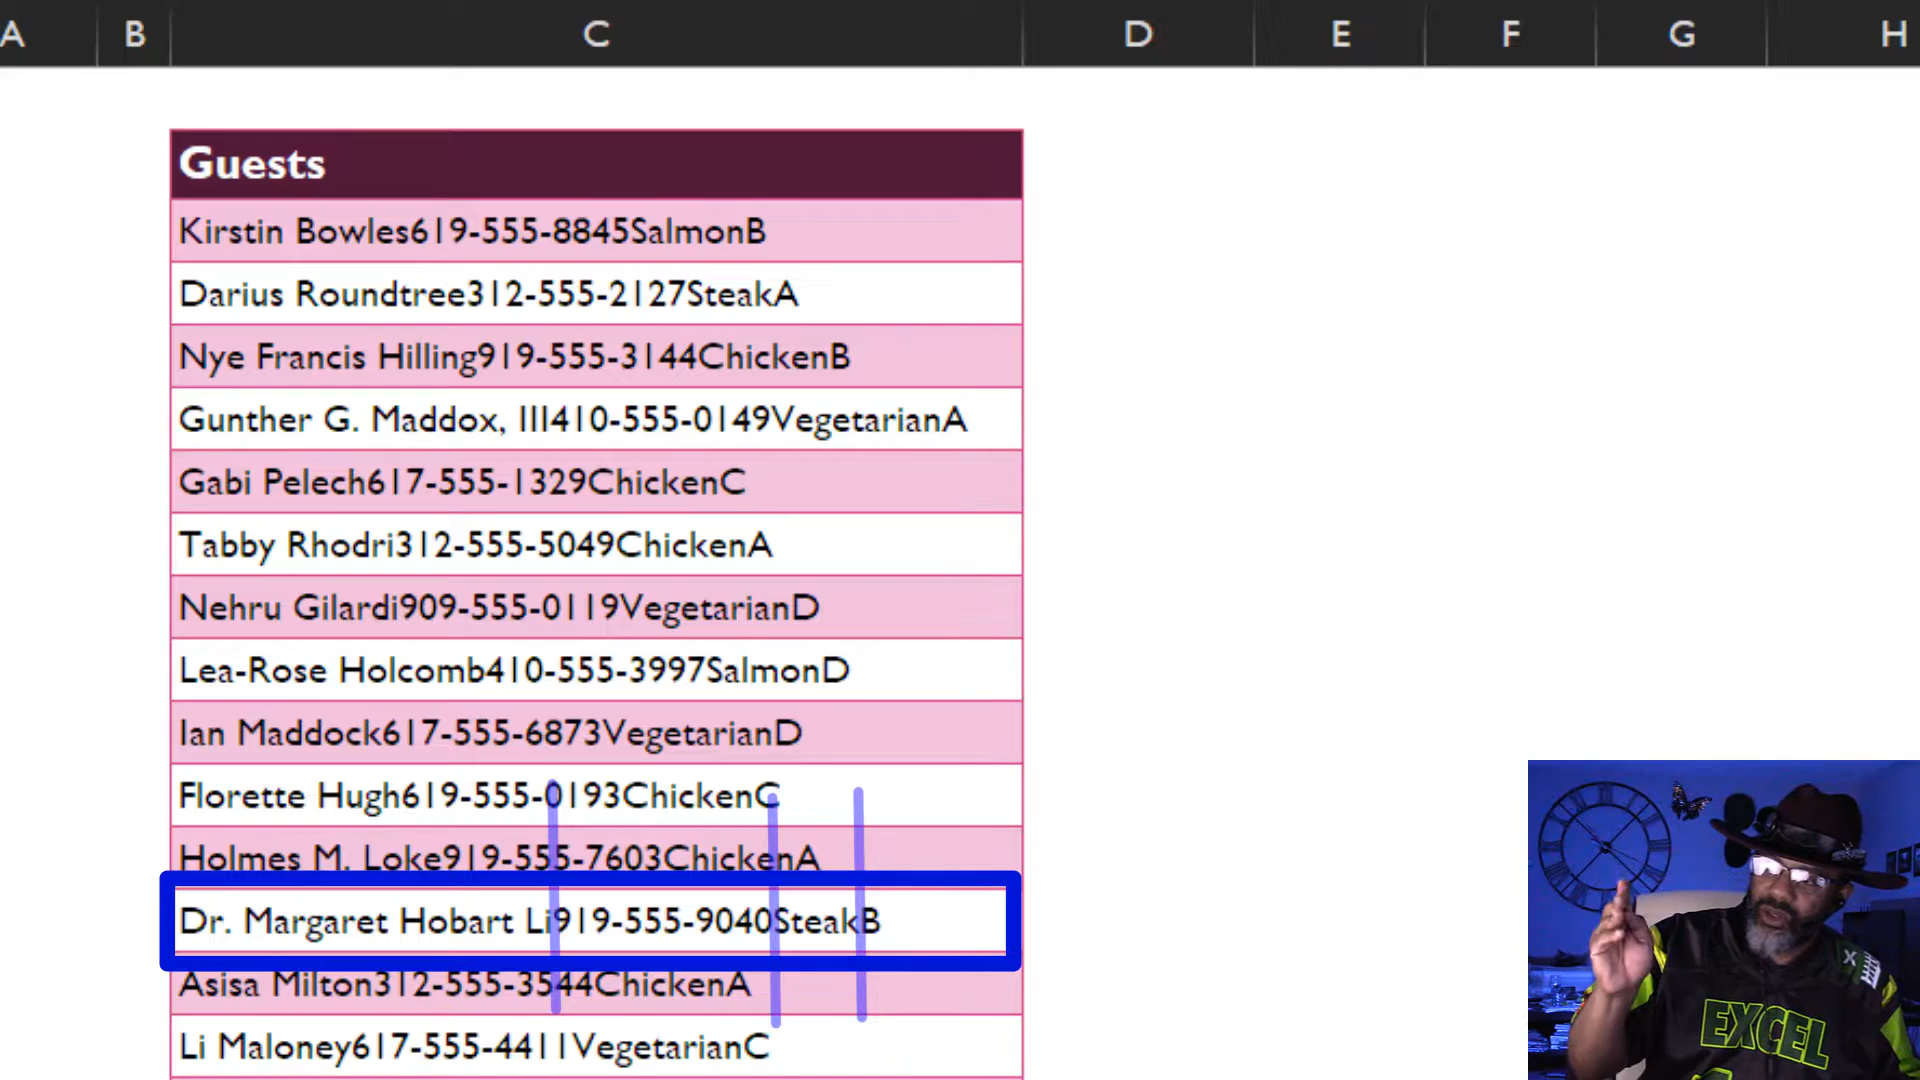 A B C D E F G H
Guests
Kirstin Bowles619-555-8845SalmonB
Darius Roundtree312-555-2127SteakA
Nye Francis Hilling919-555-3144ChickenB
Gunther G. Maddox, III410-555-0149VegetarianA
Gabi Pelech617-555-1329ChickenC
Tabby Rhodri312-555-5049ChickenA
Nehru Gilardi909-555-0119VegetarianD
Lea-Rose Holcomb410-555-3997SalmonD
Ian Maddock617-555-6873VegetarianD
Florette Hugh619-555-0193ChickenC
Holmes M. Loke919-555-7603ChickenA
Dr. Margaret Hobart Li919-555-9040SteakB
Asisa Milton312-555-3544ChickenA
Li Maloney617-555-4411VegetarianC
X
EXCEL